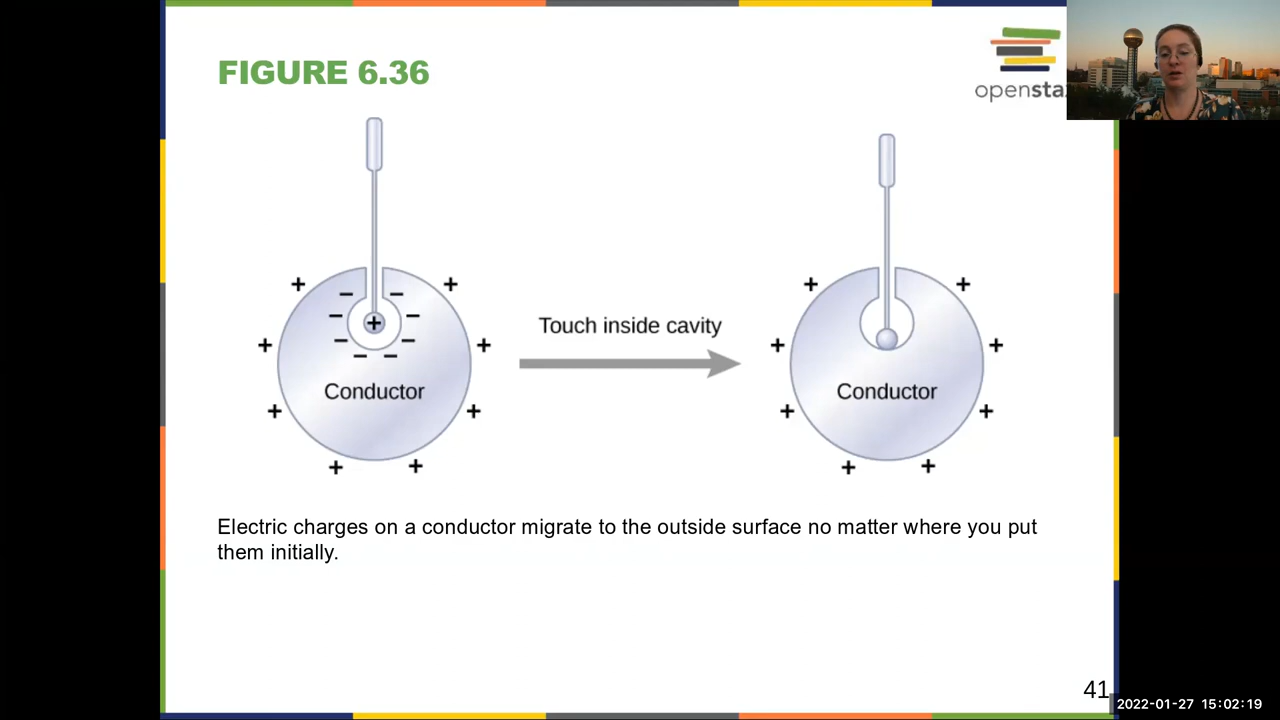 FIGURE 6.36
opensta
+ + + + + + + +
− − − − − − − −
+
Conductor
Touch inside cavity
+ + + + + + + +
Conductor
Electric charges on a conductor migrate to the outside surface no matter where you put
them initially.
41
2022-01-27 15:02:19